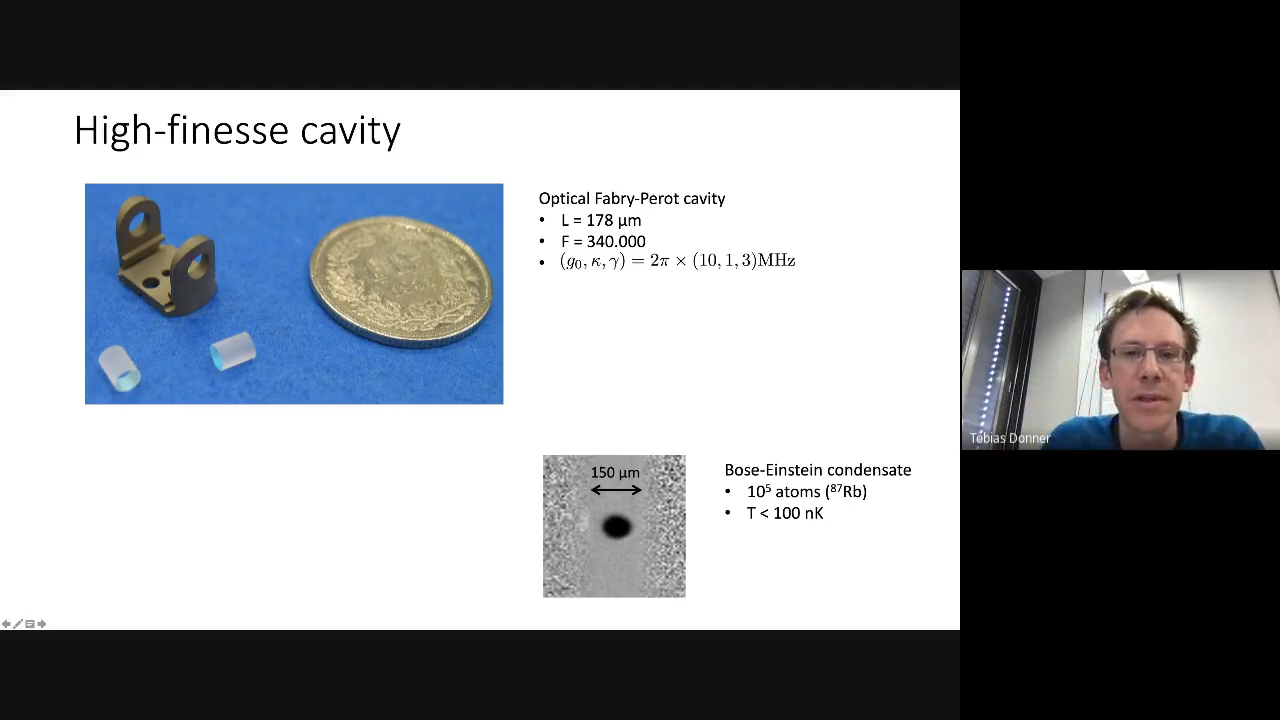 High-finesse cavity
Optical Fabry-Perot cavity
• L = 178 μm
• F = 340.000
• (g₀, κ, γ) = 2π × (10, 1, 3)MHz
Tobias Donner
150 μm
Bose-Einstein condensate
• 10⁵ atoms (⁸⁷Rb)
• T < 100 nK